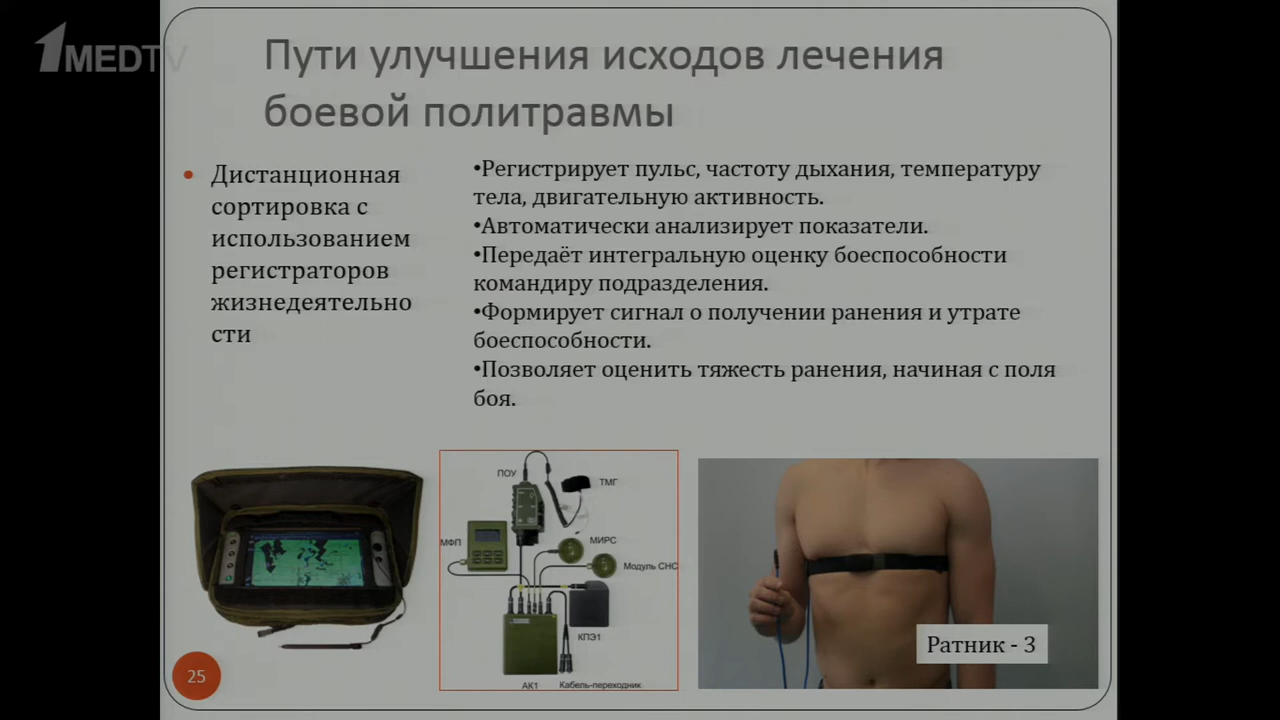 1MEDTV
Пути улучшения исходов лечения
боевой политравмы
• Дистанционная
сортировка с
использованием
регистраторов
жизнедеятельно
сти
•Регистрирует пульс, частоту дыхания, температуру
тела, двигательную активность.
•Автоматически анализирует показатели.
•Передаёт интегральную оценку боеспособности
командиру подразделения.
•Формирует сигнал о получении ранения и утрате
боеспособности.
•Позволяет оценить тяжесть ранения, начиная с поля
боя.
ПОУ
ТМГ
МФП
МИРС
Модуль СНС
КПЭ1
АК1
Кабель-переходник
Ратник - 3
25